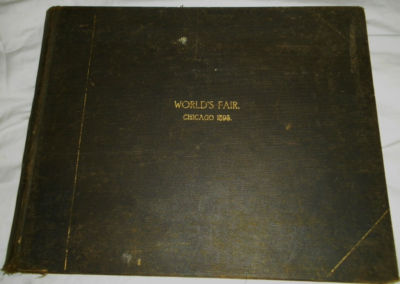 WORLD'S FAIR.
CHICAGO 1893.